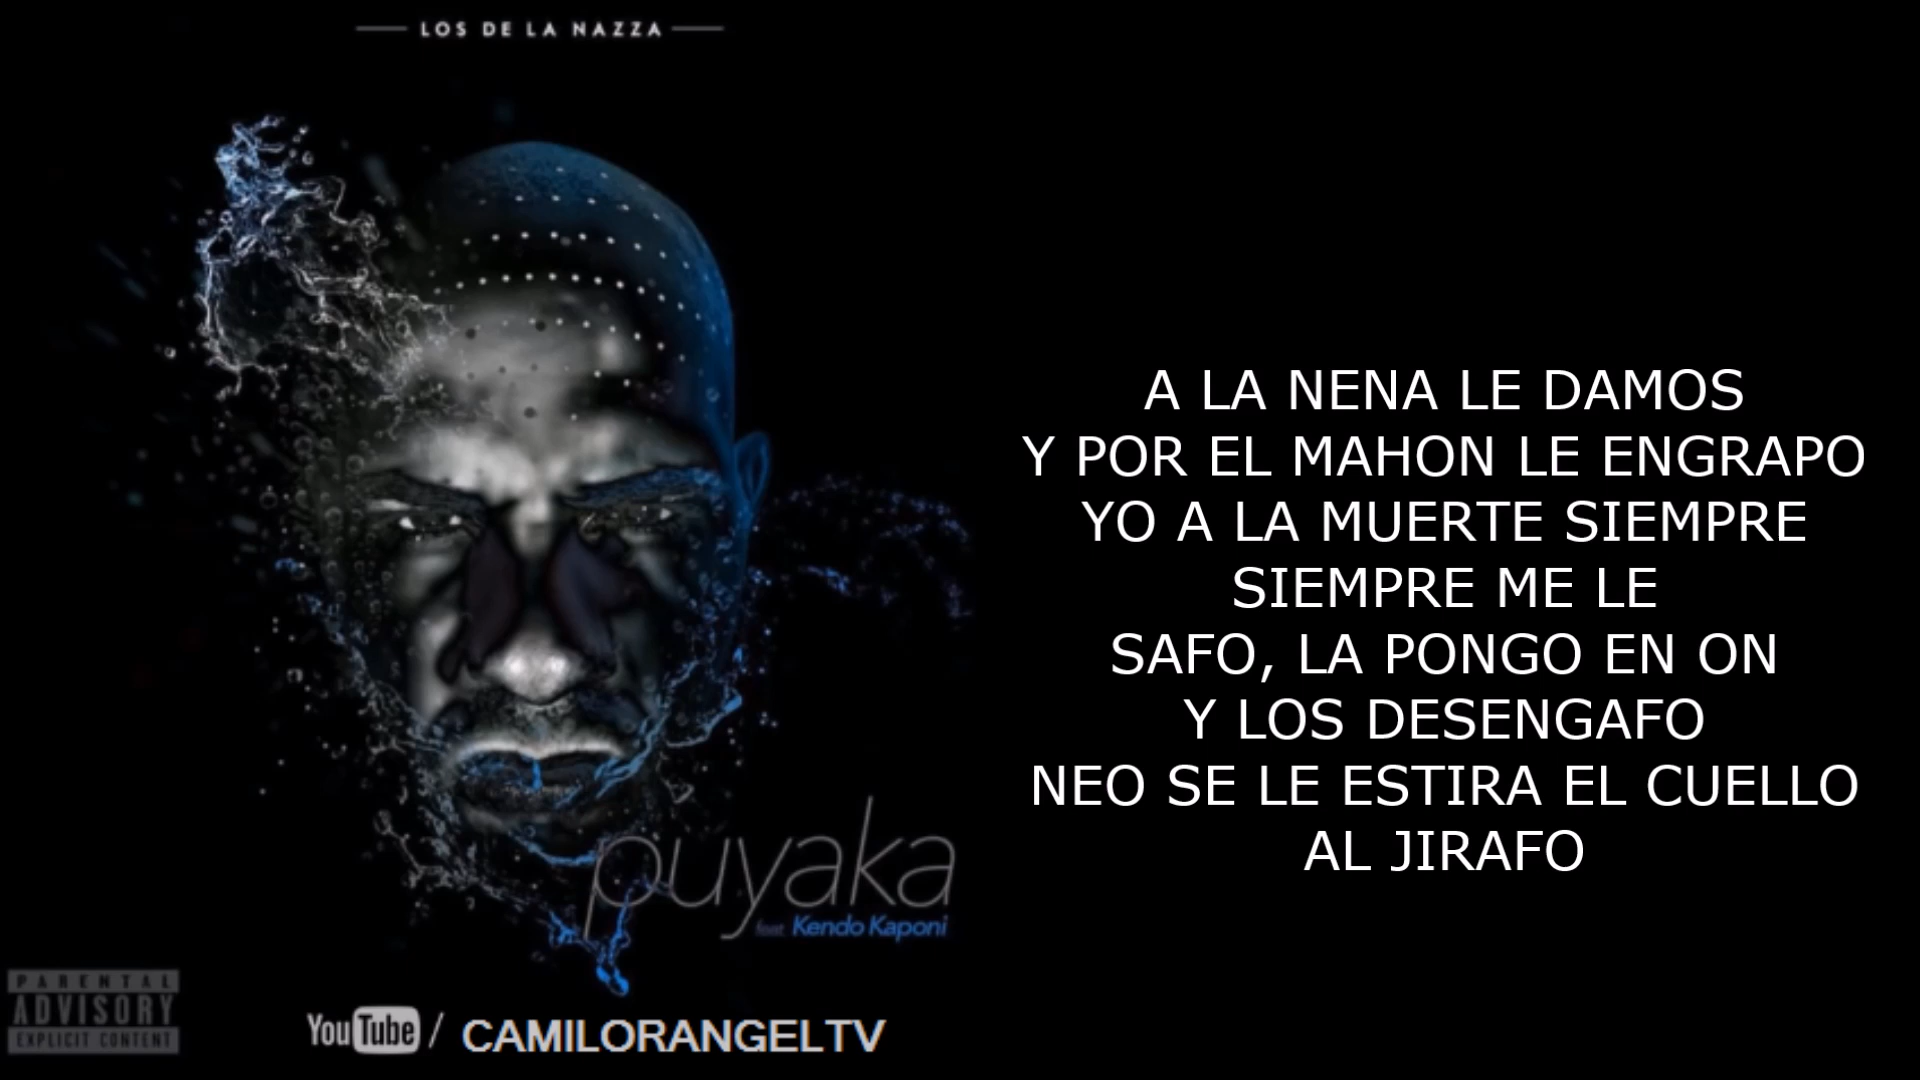 LOS DE LA NAZZA
A LA NENA LE DAMOS
Y POR EL MAHON LE ENGRAPO
YO A LA MUERTE SIEMPRE
SIEMPRE ME LE
SAFO, LA PONGO EN ON
Y LOS DESENGAFO
NEO SE LE ESTIRA EL CUELLO
AL JIRAFO
puyaka
feat. Kendo Kaponi
PARENTAL
ADVISORY
EXPLICIT CONTENT
YouTube / CAMILORANGELTV